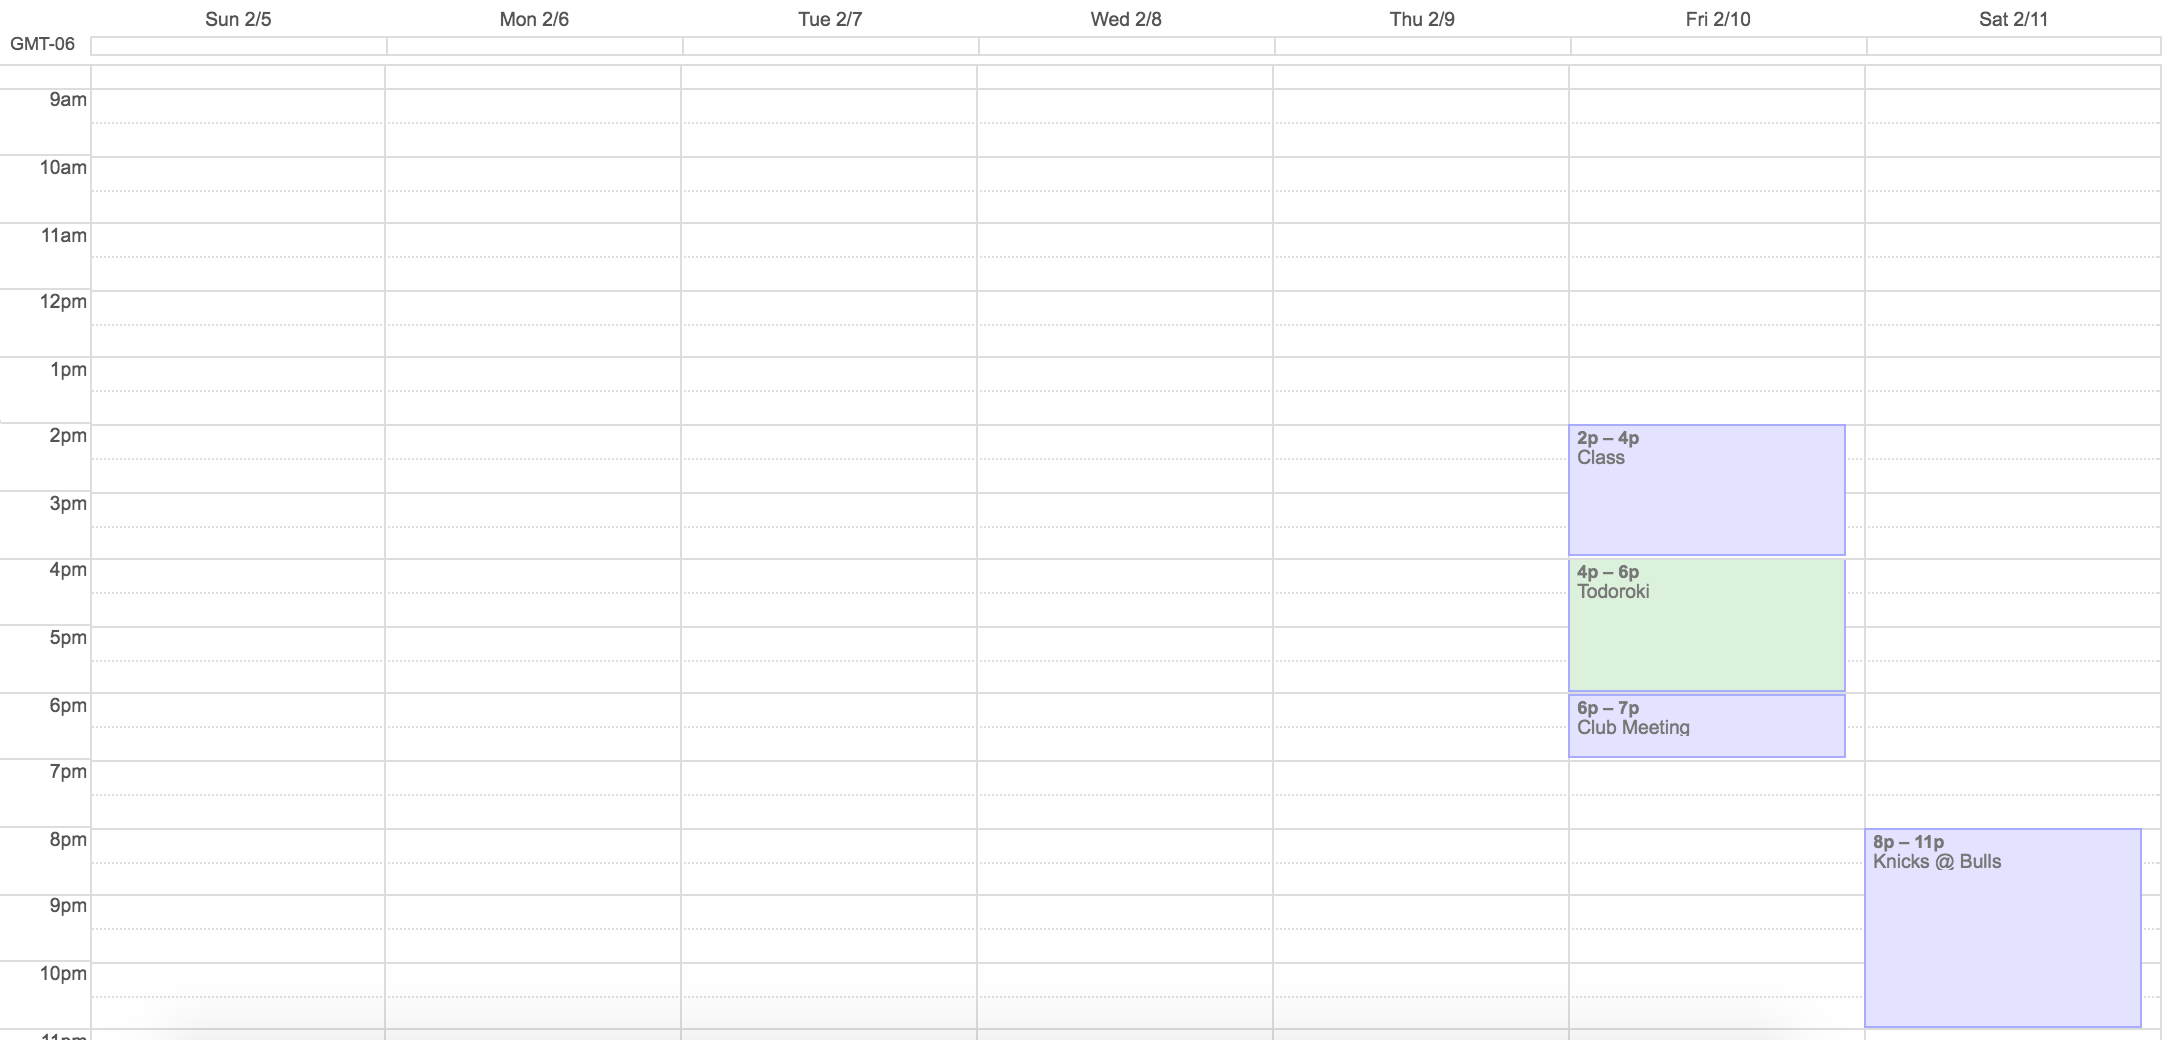 Sun 2/5 Mon 2/6 Tue 2/7 Wed 2/8 Thu 2/9 Fri 2/10 Sat 2/11
GMT-06
9am
10am
11am
12pm
1pm
2pm
2p – 4p
Class
3pm
4pm
4p – 6p
Todoroki
5pm
6pm
6p – 7p
Club Meeting
7pm
8pm
8p – 11p
Knicks @ Bulls
9pm
10pm
11pm